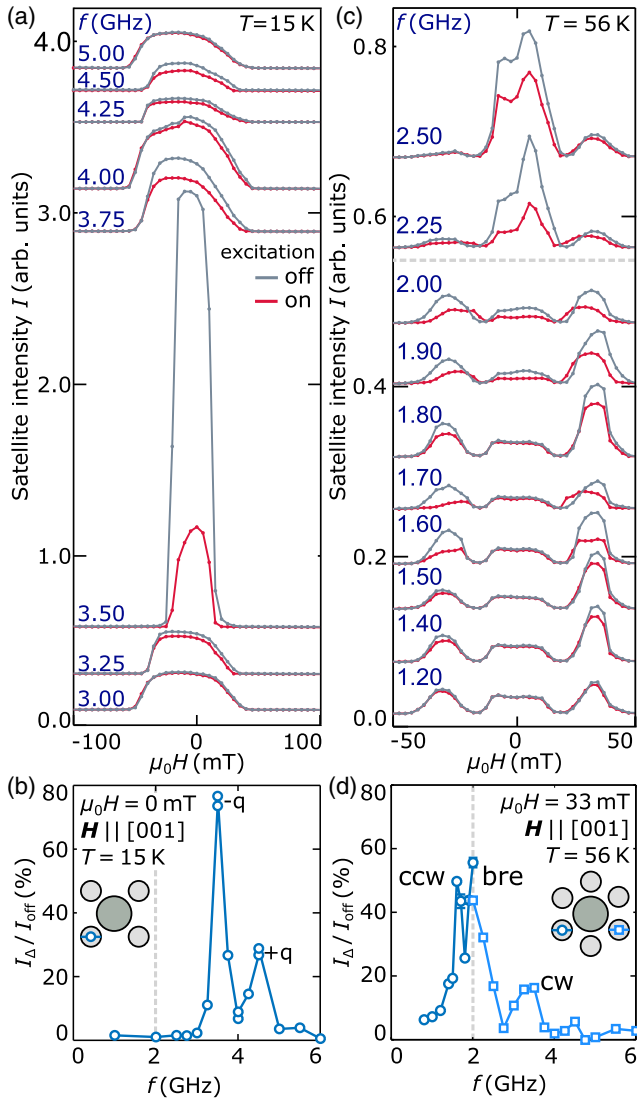 (a)
f (GHz)
T = 15 K
4.0
5.00
4.50
4.25
4.00
3.75
3.0
excitation
off
on
2.0
1.0
3.50
3.25
3.00
0.0
Satellite intensity I (arb. units)
-100
0
100
μ₀H (mT)
(c)
f (GHz)
T = 56 K
0.8
2.50
0.6
2.25
2.00
1.90
0.4
1.80
1.70
1.60
0.2
1.50
1.40
1.20
0.0
Satellite intensity I (arb. units)
-50
0
50
μ₀H (mT)
(b)
80
60
40
20
0
I_Δ / I_off (%)
μ₀H = 0 mT
H || [001]
T = 15 K
-q
+q
0
2
4
6
f (GHz)
(d)
80
60
40
20
0
I_Δ / I_off (%)
μ₀H = 33 mT
H || [001]
T = 56 K
ccw
bre
cw
0
2
4
6
f (GHz)